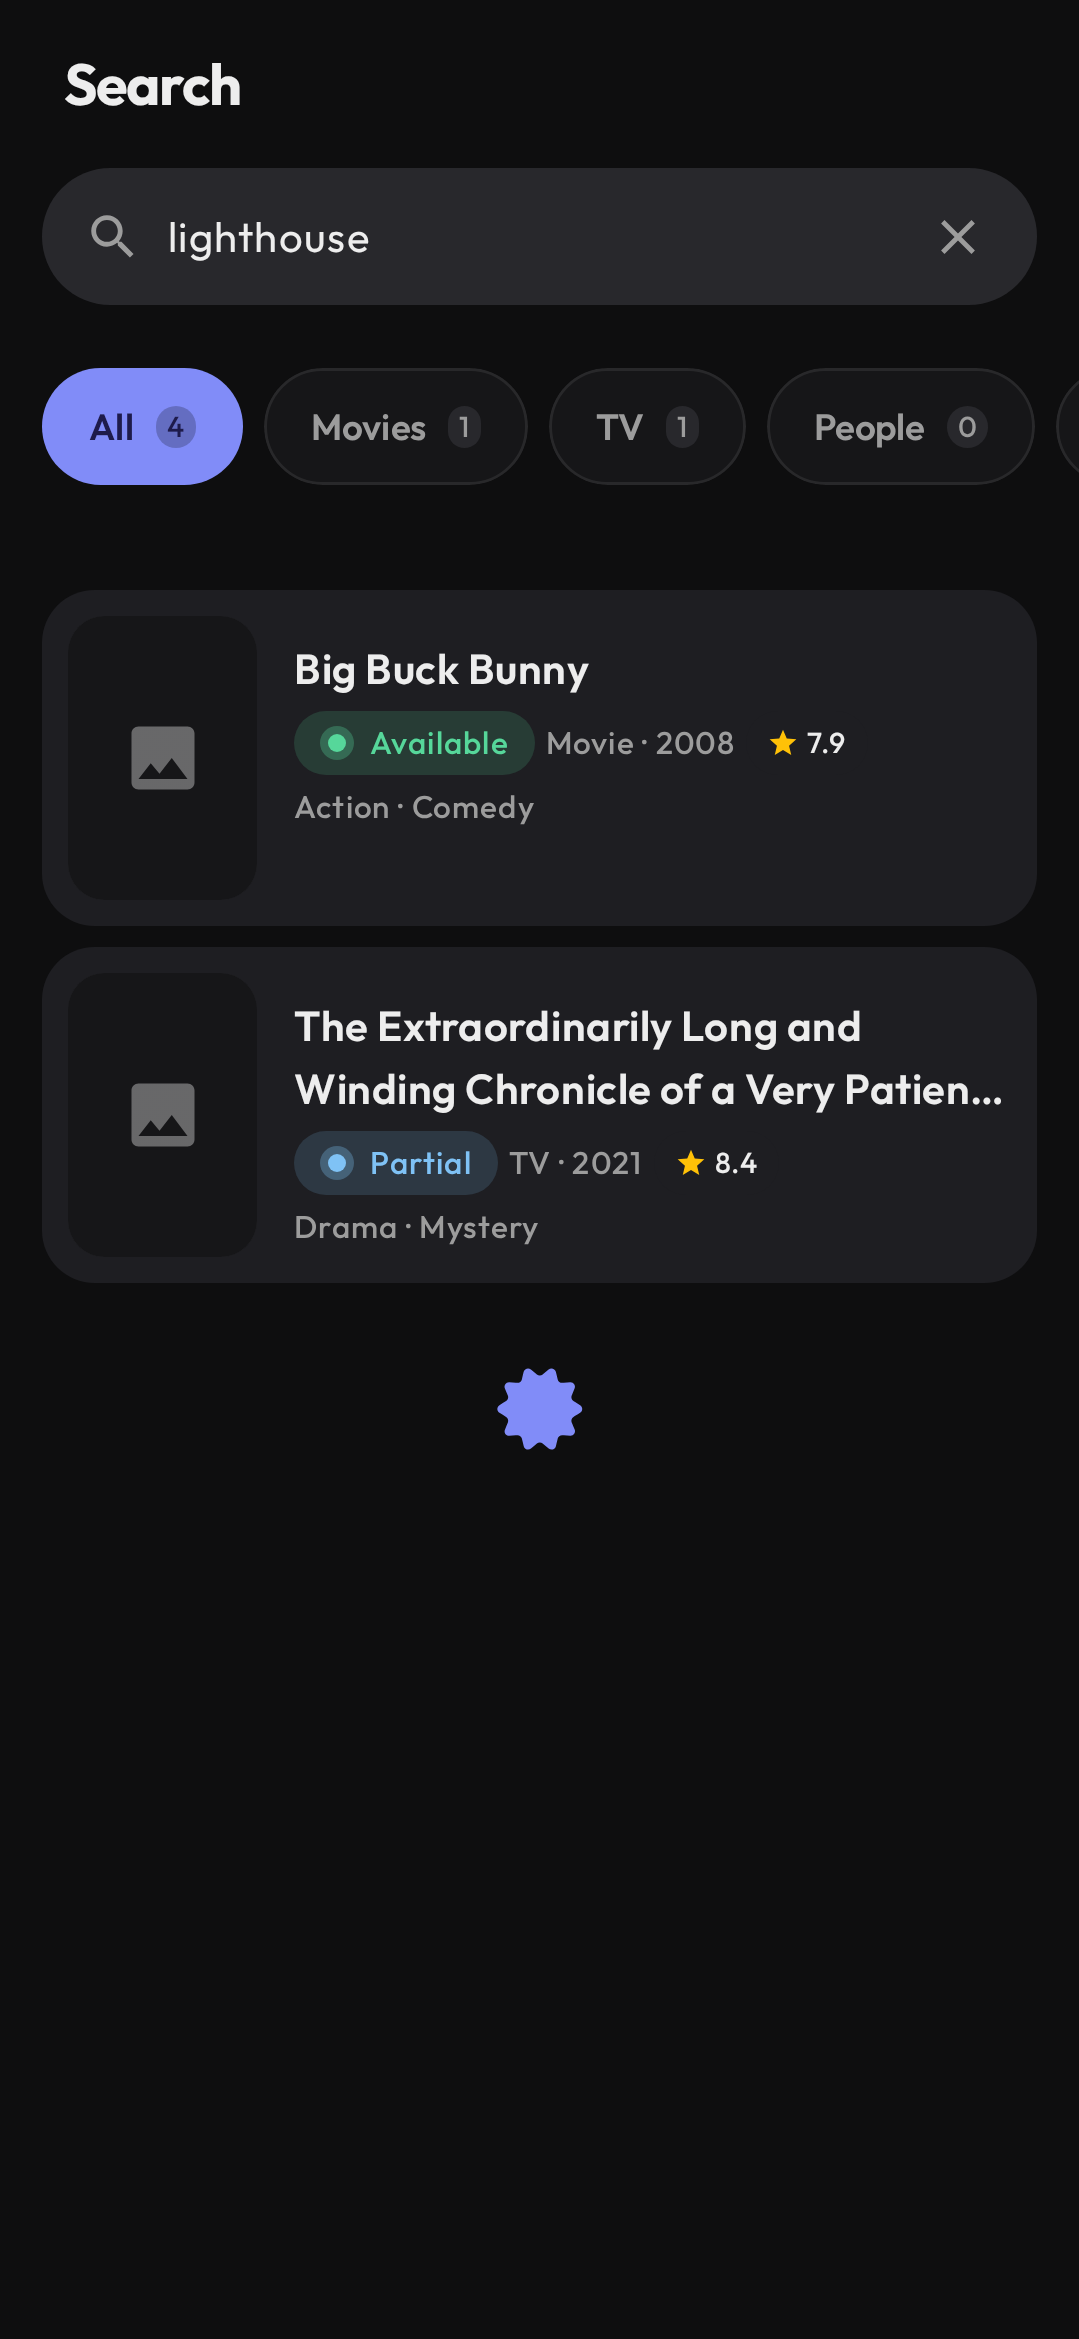 Search
lighthouse
All 4 Movies 1 TV 1 People 0
Big Buck Bunny
Available Movie · 2008 7.9
Action · Comedy
The Extraordinarily Long and
Winding Chronicle of a Very Patien...
Partial TV · 2021 8.4
Drama · Mystery